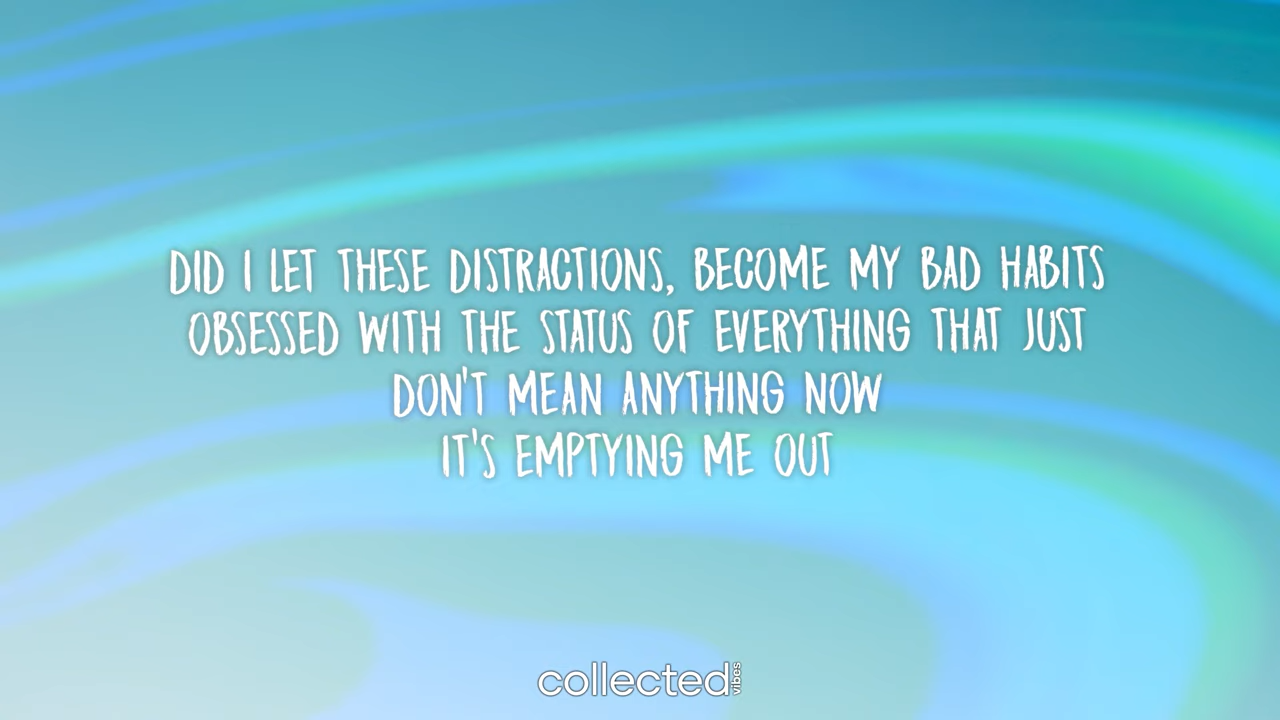 DID I LET THESE DISTRACTIONS, BECOME MY BAD HABITS
OBSESSED WITH THE STATUS OF EVERYTHING THAT JUST
DON'T MEAN ANYTHING NOW
IT'S EMPTYING ME OUT
collected vibes